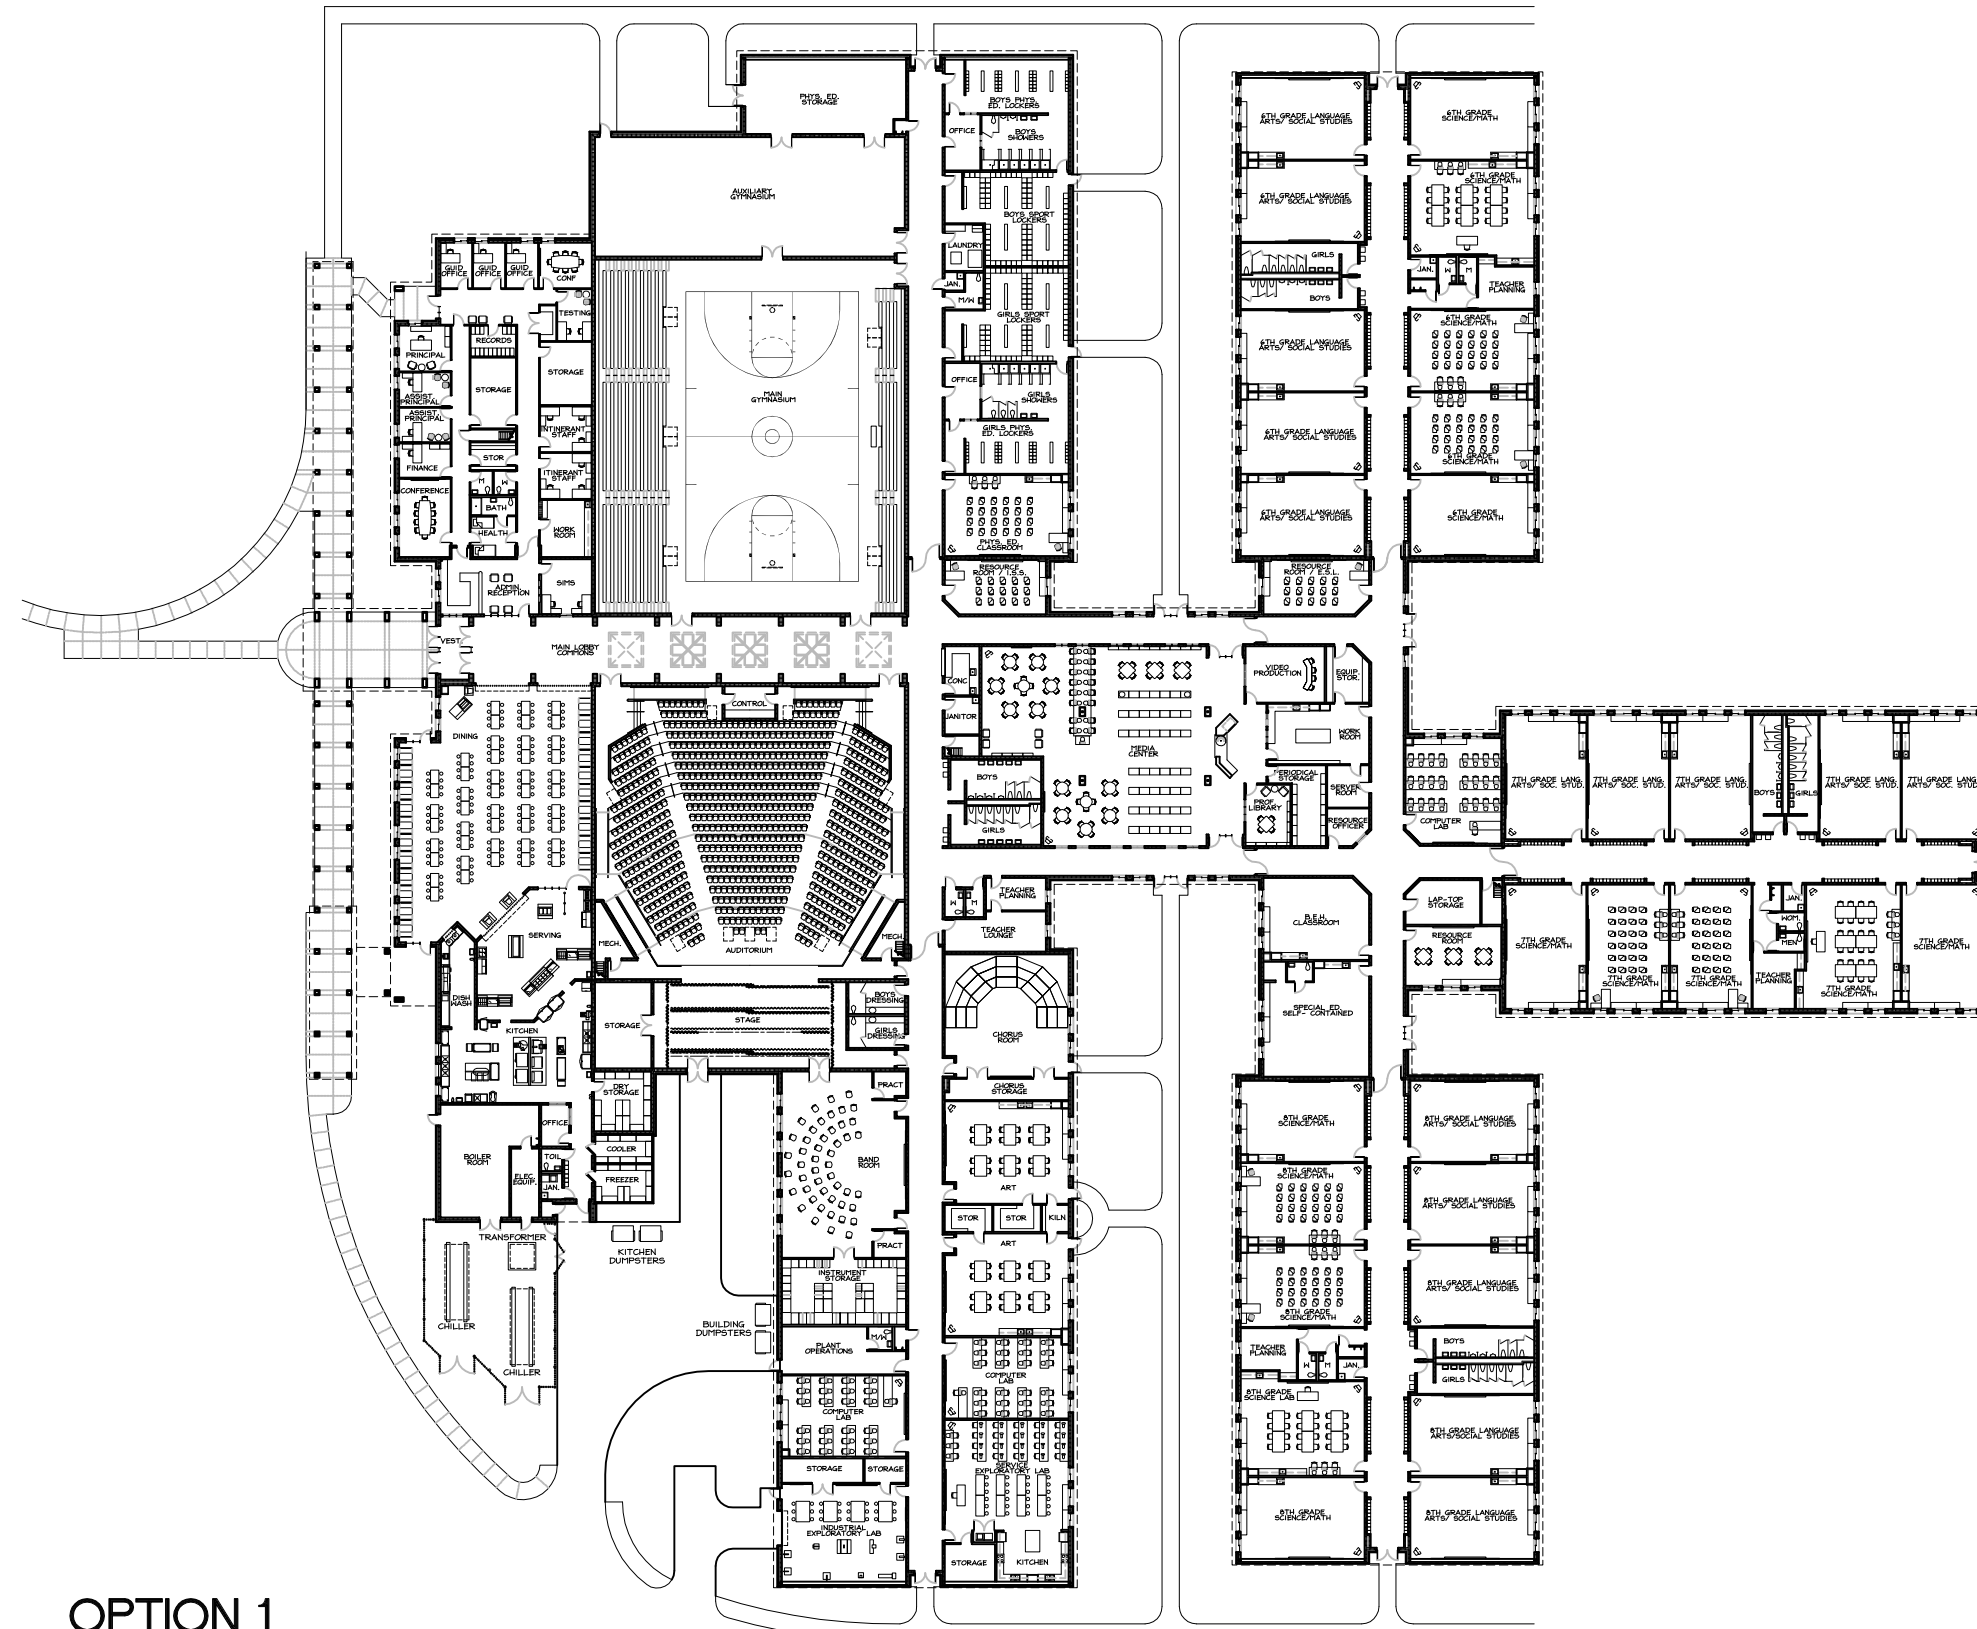 PHYS. ED.
STORAGE
BOYS PHYS.
ED. LOCKERS
OFFICE
BOYS
SHOWERS
AUXILIARY
GYMNASIUM
BOYS SPORT
LOCKERS
LAUNDRY
JAN.
M/W
GIRLS SPORT
LOCKERS
OFFICE
GIRLS
SHOWERS
GIRLS PHYS.
ED. LOCKERS
PHYS. ED.
CLASSROOM
RESOURCE
ROOM / I.S.S.
GUID
OFFICE
GUID
OFFICE
GUID
OFFICE
CONF
TESTING
RECORDS
PRINCIPAL
STORAGE
STORAGE
ASSIST.
PRINCIPAL
ASSIST.
PRINCIPAL
INTINERANT
STAFF
FINANCE
STOR
ITINERANT
STAFF
M
W
CONFERENCE
BATH
HEALTH
WORK
ROOM
SIMS
ADMIN.
RECEPTION
MAIN
GYMNASIUM
VEST.
MAIN LOBBY
COMMONS
6TH GRADE LANGUAGE
ARTS/ SOCIAL STUDIES
6TH GRADE
SCIENCE/MATH
6TH GRADE LANGUAGE
ARTS/ SOCIAL STUDIES
6TH GRADE
SCIENCE/MATH
GIRLS
BOYS
JAN.
W
M
TEACHER
PLANNING
6TH GRADE LANGUAGE
ARTS/ SOCIAL STUDIES
6TH GRADE
SCIENCE/MATH
6TH GRADE LANGUAGE
ARTS/ SOCIAL STUDIES
6TH GRADE
SCIENCE/MATH
6TH GRADE LANGUAGE
ARTS/ SOCIAL STUDIES
6TH GRADE
SCIENCE/MATH
RESOURCE
ROOM / E.S.L.
DINING
CONTROL
AUDITORIUM
MECH.
MECH.
SERVING
DISH
WASH
KITCHEN
STORAGE
STAGE
BOYS
DRESSING
GIRLS
DRESSING
CONC
JANITOR
BOYS
GIRLS
MEDIA
CENTER
VIDEO
PRODUCTION
EQUIP.
STOR.
WORK
ROOM
PERIODICAL
STORAGE
SERVER
ROOM
PROF
LIBRARY
RESOURCE
OFFICER
COMPUTER
LAB
7TH GRADE LANG.
ARTS/ SOC. STUD.
7TH GRADE LANG.
ARTS/ SOC. STUD.
7TH GRADE LANG.
ARTS/ SOC. STUD.
BOYS
GIRLS
7TH GRADE LANG.
ARTS/ SOC. STUD.
7TH GRADE LANG.
ARTS/ SOC. STUD
W
M
TEACHER
PLANNING
TEACHER
LOUNGE
B.E.H.
CLASSROOM
LAP-TOP
STORAGE
RESOURCE
ROOM
7TH GRADE
SCIENCE/MATH
7TH GRADE
SCIENCE/MATH
7TH GRADE
SCIENCE/MATH
JAN.
WOM.
MEN
TEACHER
PLANNING
7TH GRADE
SCIENCE/MATH
7TH GRADE
SCIENCE/MATH
CHORUS
ROOM
CHORUS
STORAGE
SPECIAL ED.
SELF- CONTAINED
DRY
STORAGE
OFFICE
COOLER
FREEZER
BOILER
ROOM
TOIL
JAN.
ELEC.
EQUIP.
TRANSFORMER
CHILLER
CHILLER
KITCHEN
DUMPSTERS
BUILDING
DUMPSTERS
PRACT
BAND
ROOM
PRACT
INSTRUMENT
STORAGE
PLANT
OPERATIONS
M/W
COMPUTER
LAB
STORAGE
STORAGE
INDUSTRIAL
EXPLORATORY LAB
ART
STOR
STOR
KILN
ART
COMPUTER
LAB
SERVICE
EXPLORATORY LAB
STORAGE
KITCHEN
8TH GRADE
SCIENCE/MATH
8TH GRADE LANGUAGE
ARTS/ SOCIAL STUDIES
8TH GRADE
SCIENCE/MATH
8TH GRADE LANGUAGE
ARTS/ SOCIAL STUDIES
8TH GRADE
SCIENCE/MATH
8TH GRADE LANGUAGE
ARTS/ SOCIAL STUDIES
TEACHER
PLANNING
W
M
JAN.
BOYS
GIRLS
8TH GRADE
SCIENCE LAB
8TH GRADE LANGUAGE
ARTS/SOCIAL STUDIES
8TH GRADE
SCIENCE/MATH
8TH GRADE LANGUAGE
ARTS/ SOCIAL STUDIES
OPTION 1